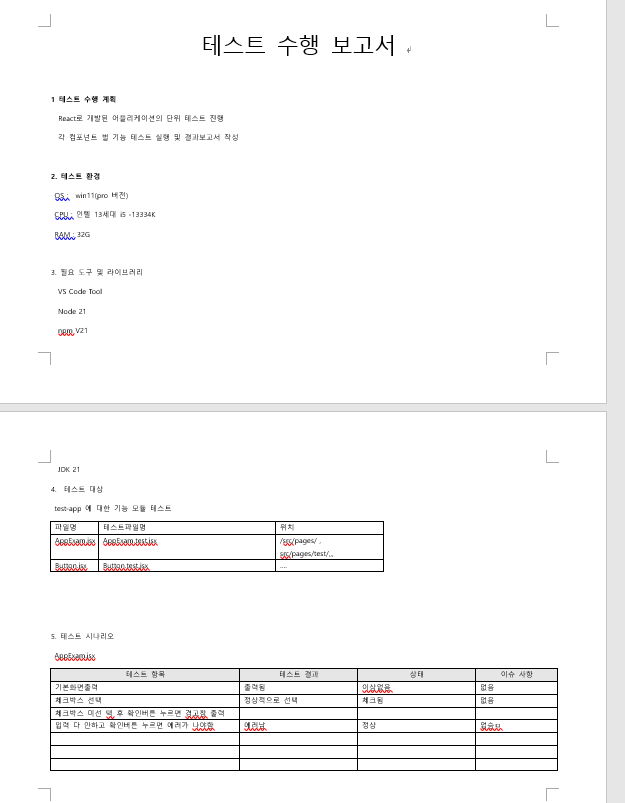 테스트 수행 보고서
1 테스트 수행 계획
React로 개발된 어플리케이션의 단위 테스트 진행
각 컴포넌트 별 기능 테스트 실행 및 결과보고서 작성
2. 테스트 환경
OS : win11(pro 버전)
CPU : 인텔 13세대 i5 -13334K
RAM : 32G
3. 필요 도구 및 라이브러리
VS Code Tool
Node 21
npm V21
JDK 21
4. 테스트 대상
test-app 에 대한 기능 모듈 테스트
파일명 테스트파일명 위치
AppExam.jsx AppExam.test.jsx /src/pages/ ,
src/pages/test/,,
Button.jsx Button.test.jsx ....
5. 테스트 시나리오
AppExam.jsx
테스트 항목 테스트 결과 상태 이슈 사항
기본화면출력 출력됨 이상없음 없음
체크박스 선택 정상적으로 선택 체크됨 없음
체크박스 미선 택 후 확인버튼 누르면 경고창 출력
입력 다 안하고 확인버튼 누르면 에러가 나야함 에러남 정상